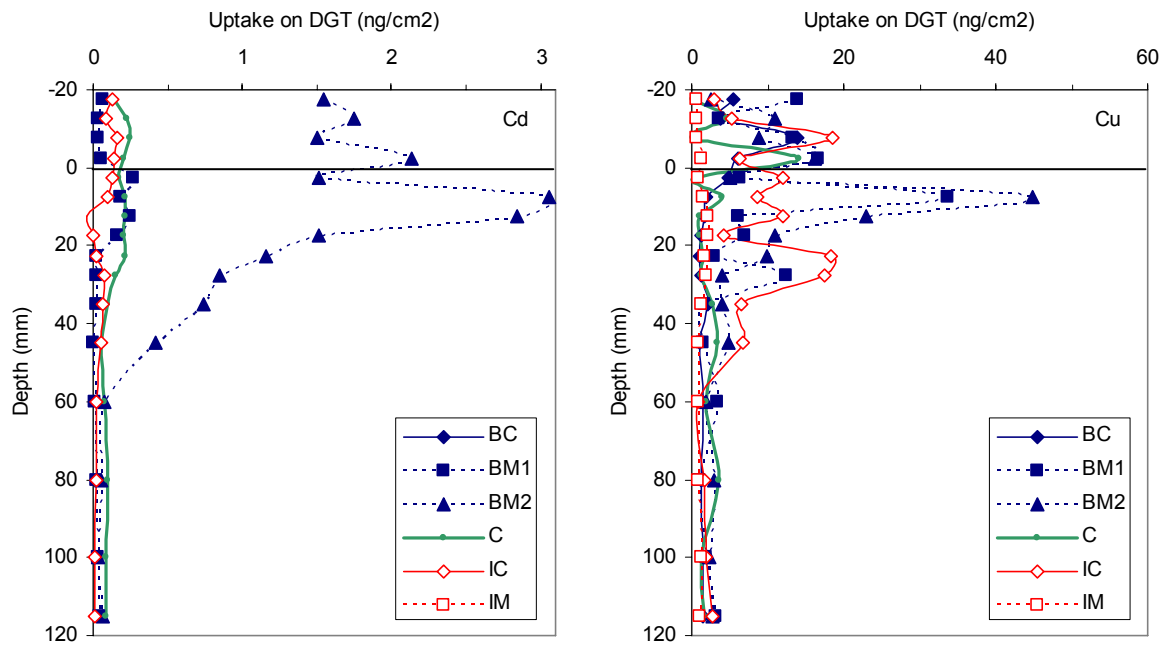 Uptake on DGT (ng/cm2)
0 1 2 3
-20
0
20
40
60
80
100
120
Depth (mm)
Cd
BC
BM1
BM2
C
IC
IM
Uptake on DGT (ng/cm2)
0 20 40 60
-20
0
20
40
60
80
100
120
Depth (mm)
Cu
BC
BM1
BM2
C
IC
IM